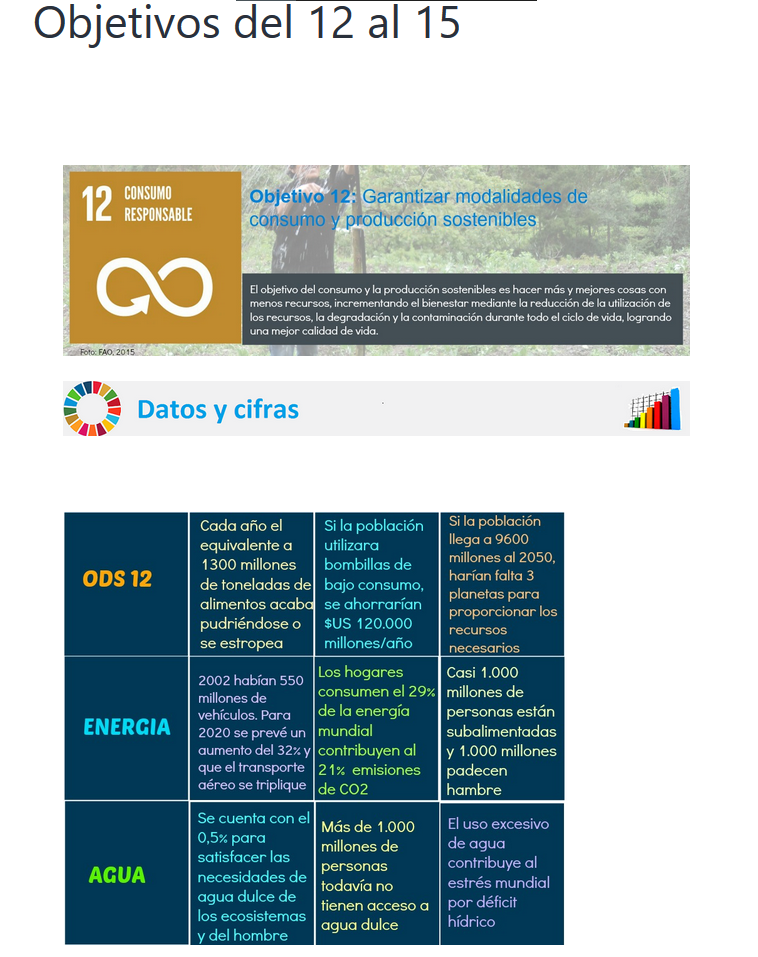 Objetivos del 12 al 15
12 CONSUMO
RESPONSABLE
Objetivo 12: Garantizar modalidades de
consumo y producción sostenibles
El objetivo del consumo y la producción sostenibles es hacer más y mejores cosas con
menos recursos, incrementando el bienestar mediante la reducción de la utilización de
los recursos, la degradación y la contaminación durante todo el ciclo de vida, logrando
una mejor calidad de vida.
Foto: FAO, 2015
Datos y cifras
ODS 12
Cada año el
equivalente a
1300 millones
de toneladas de
alimentos acaba
pudriéndose o
se estropea
Si la población
utilizara
bombillas de
bajo consumo,
se ahorrarían
$US 120.000
millones/año
Si la población
llega a 9600
millones al 2050,
harían falta 3
planetas para
proporcionar los
recursos
necesarios
ENERGIA
2002 habían 550
millones de
vehículos. Para
2020 se prevé un
aumento del 32% y
que el transporte
aéreo se triplique
Los hogares
consumen el 29%
de la energía
mundial
contribuyen al
21% emisiones
de CO2
Casi 1.000
millones de
personas están
subalimentadas
y 1.000 millones
padecen
hambre
AGUA
Se cuenta con el
0,5% para
satisfacer las
necesidades de
agua dulce de
los ecosistemas
y del hombre
Más de 1.000
millones de
personas
todavía no
tienen acceso a
agua dulce
El uso excesivo
de agua
contribuye al
estrés mundial
por déficit
hídrico